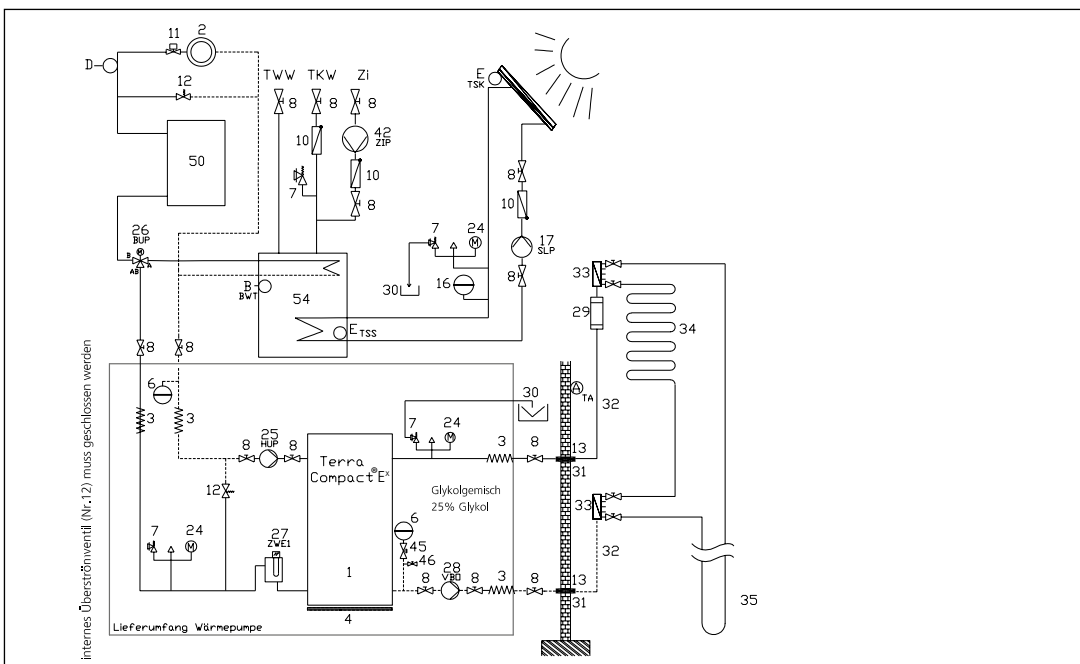 11
2
D
12
TWW
TKW
Zi
8
8
8
42
ZIP
10
10
7
8
50
E
TSK
8
10
17
SLP
8
7
24
16
30
26
BUP
M
B
A
AB
B
BWT
54
E TSS
8
8
33
29
34
internes Überströmventil (Nr.12) muss geschlossen werden
6
3
3
25
HUP
8
8
12
Terra
Compact®Ex
7
24
M
30
3
8
13
31
A
TA
32
Glykolgemisch
25% Glykol
33
6
45
46
7
24
M
27
ZWE1
1
28
VBO
8
8
3
8
13
31
32
35
4
Lieferumfang Wärmepumpe